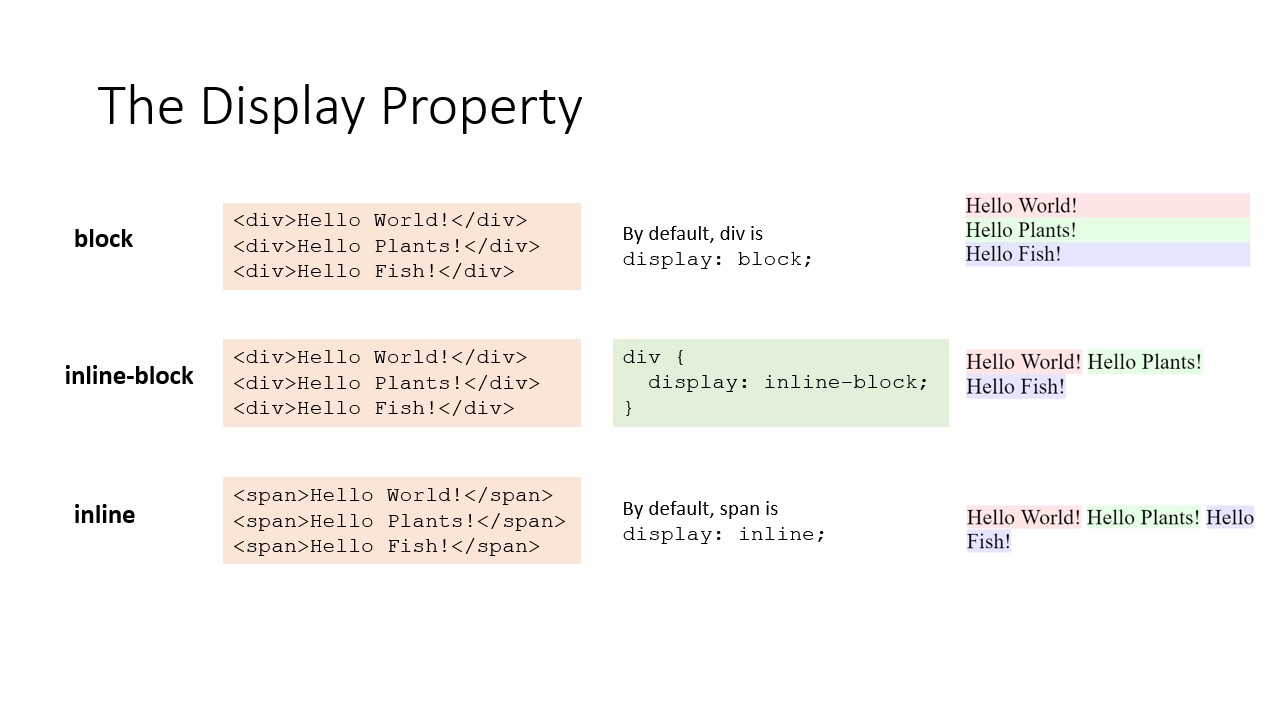 The Display Property
block
<div>Hello World!</div>
<div>Hello Plants!</div>
<div>Hello Fish!</div>
By default, div is
display: block;
Hello World!
Hello Plants!
Hello Fish!
inline-block
<div>Hello World!</div>
<div>Hello Plants!</div>
<div>Hello Fish!</div>
div {
  display: inline-block;
}
Hello World! Hello Plants!
Hello Fish!
inline
<span>Hello World!</span>
<span>Hello Plants!</span>
<span>Hello Fish!</span>
By default, span is
display: inline;
Hello World! Hello Plants! Hello
Fish!